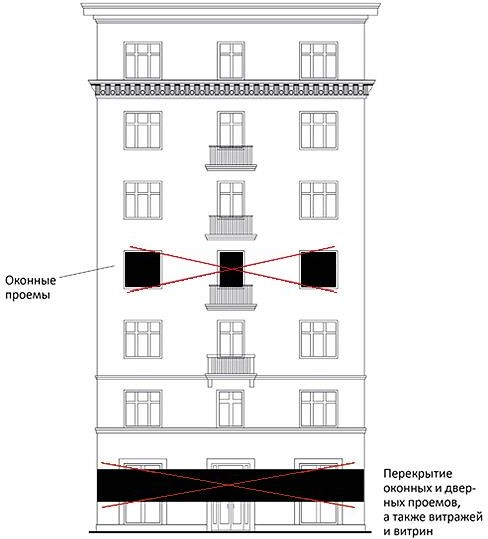 Оконные
проемы
Перекрытие
оконных и двер-
ных проемов,
а также витражей
и витрин